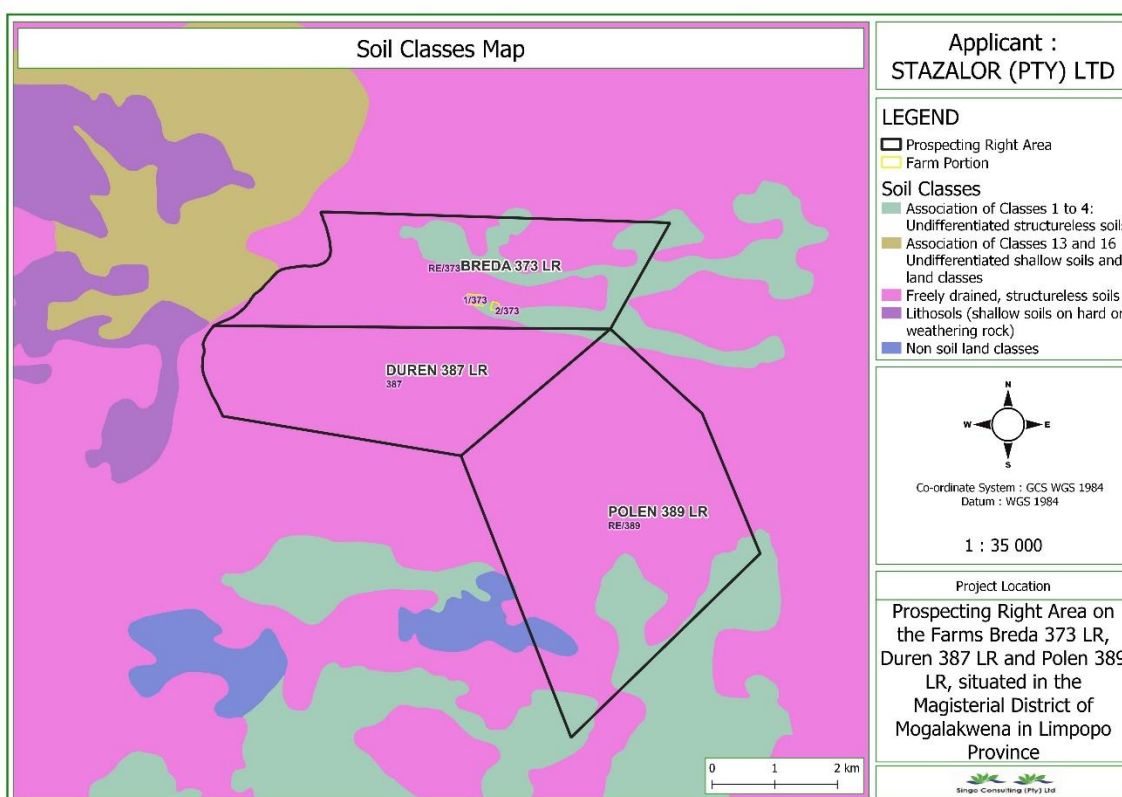 Soil Classes Map
RE/373 BREDA 373 LR
1/373
2/373
DUREN 387 LR
387
POLEN 389 LR
RE/389
0 1 2 km
Applicant :
STAZALOR (PTY) LTD
LEGEND
Prospecting Right Area
Farm Portion
Soil Classes
Association of Classes 1 to 4:
Undifferentiated structureless soils
Association of Classes 13 and 16
Undifferentiated shallow soils and
land classes
Freely drained, structureless soils
Lithosols (shallow soils on hard or
weathering rock)
Non soil land classes
N
W E
S
Co-ordinate System : GCS WGS 1984
Datum : WGS 1984
1 : 35 000
Project Location
Prospecting Right Area on
the Farms Breda 373 LR,
Duren 387 LR and Polen 389
LR, situated in the
Magisterial District of
Mogalakwena in Limpopo
Province
Singo Consulting (Pty) Ltd